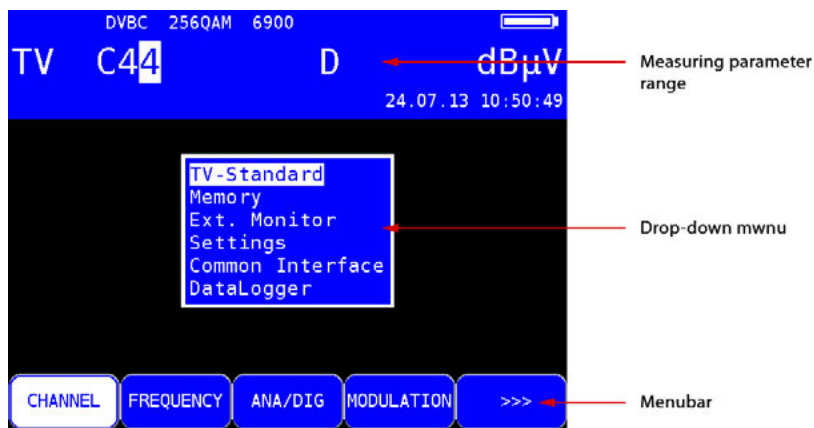 DVBC 256QAM 6900
TV C44 D dBµV
24.07.13 10:50:49
Measuring parameter
range
TV-Standard
Memory
Ext. Monitor
Settings
Common Interface
DataLogger
Drop-down mwnu
CHANNEL FREQUENCY ANA/DIG MODULATION >>>
Menubar